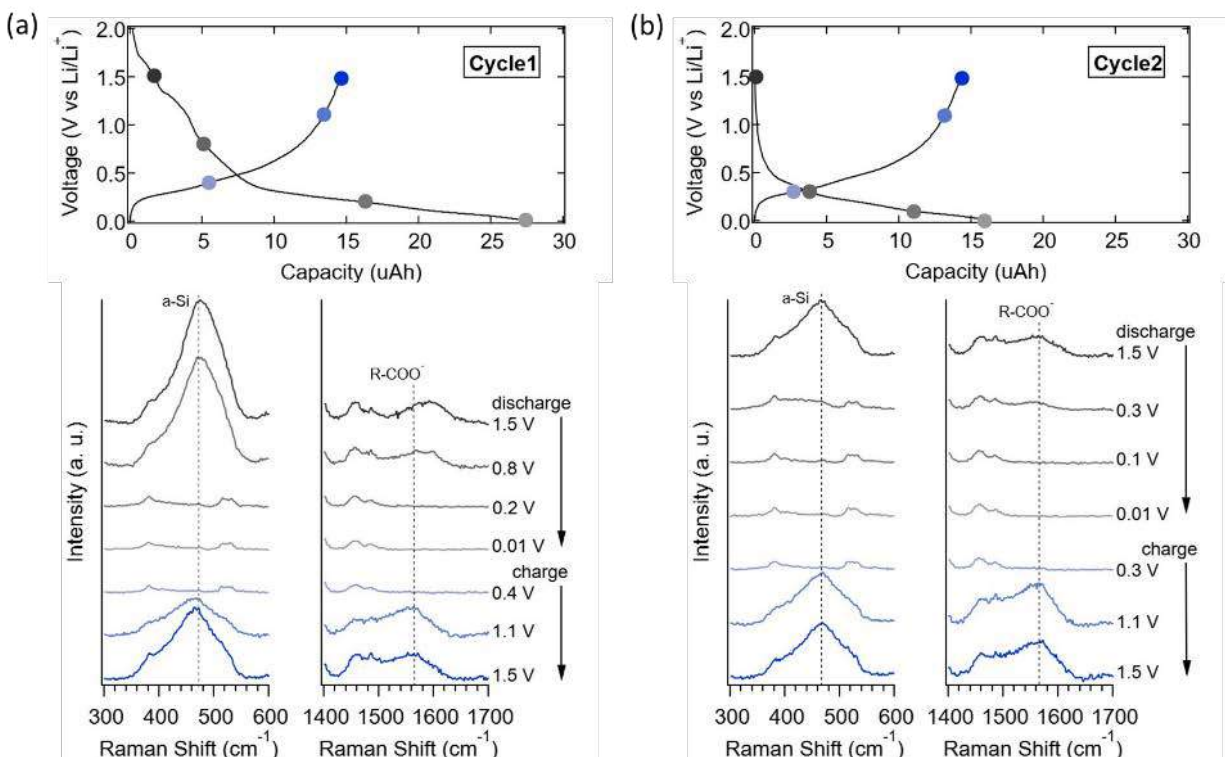 (a)
Cycle1
Voltage (V vs Li/Li⁺)
2.0
1.5
1.0
0.5
0.0
0 5 10 15 20 25 30
Capacity (uAh)
a-Si
R-COO⁻
discharge
1.5 V
0.8 V
0.2 V
0.01 V
charge
0.4 V
1.1 V
1.5 V
Intensity (a. u.)
300 400 500 600
1400 1500 1600 1700
Raman Shift (cm⁻¹) Raman Shift (cm⁻¹)
(b)
Cycle2
Voltage (V vs Li/Li⁺)
2.0
1.5
1.0
0.5
0.0
0 5 10 15 20 25 30
Capacity (uAh)
a-Si
R-COO⁻
discharge
1.5 V
0.3 V
0.1 V
0.01 V
0.3 V
charge
1.1 V
1.5 V
Intensity (a. u.)
300 400 500 600
1400 1500 1600 1700
Raman Shift (cm⁻¹) Raman Shift (cm⁻¹)